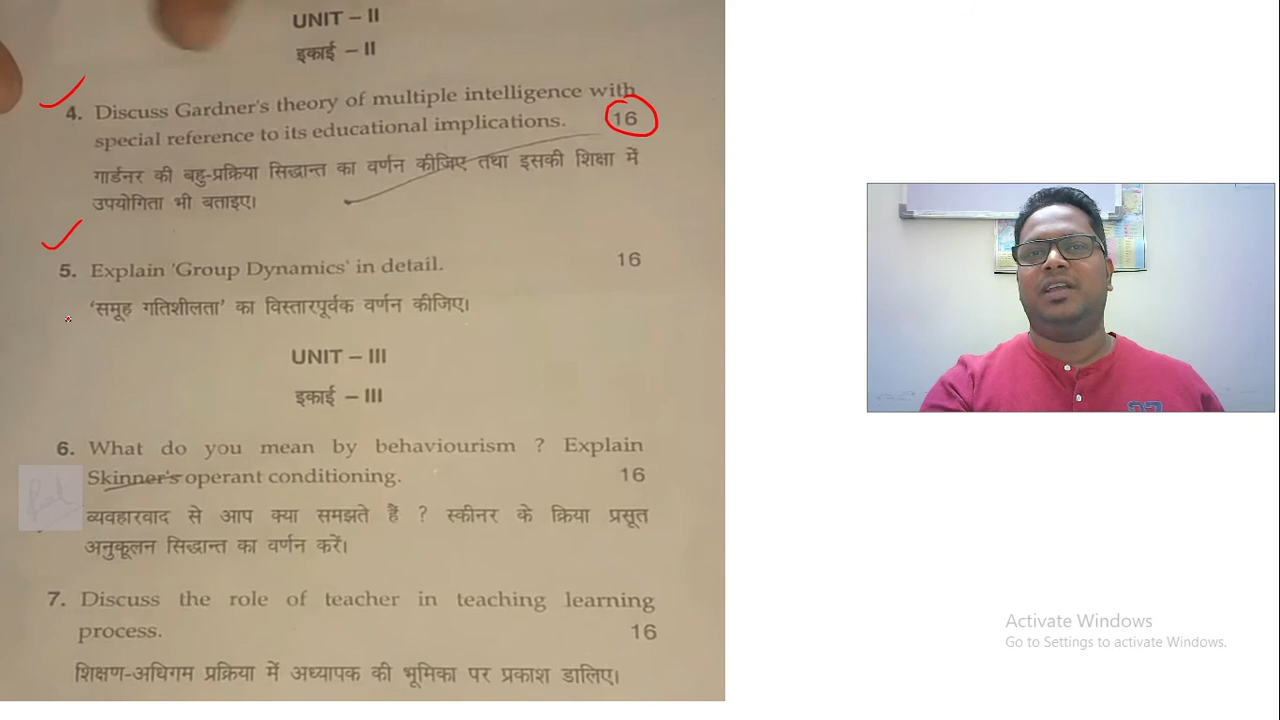 UNIT – II
इकाई – II
4. Discuss Gardner's theory of multiple intelligence with
special reference to its educational implications. 16
गार्डनर की बहु-प्रक्रिया सिद्धान्त का वर्णन कीजिए तथा इसकी शिक्षा में
उपयोगिता भी बताइए।
5. Explain 'Group Dynamics' in detail. 16
'समूह गतिशीलता' का विस्तारपूर्वक वर्णन कीजिए।
UNIT – III
इकाई – III
6. What do you mean by behaviourism ? Explain
Skinner's operant conditioning. 16
व्यवहारवाद से आप क्या समझते हैं ? स्कीनर के क्रिया प्रसूत
अनुकूलन सिद्धान्त का वर्णन करें।
7. Discuss the role of teacher in teaching learning
process. 16
शिक्षण-अधिगम प्रक्रिया में अध्यापक की भूमिका पर प्रकाश डालिए।
Activate Windows
Go to Settings to activate Windows.